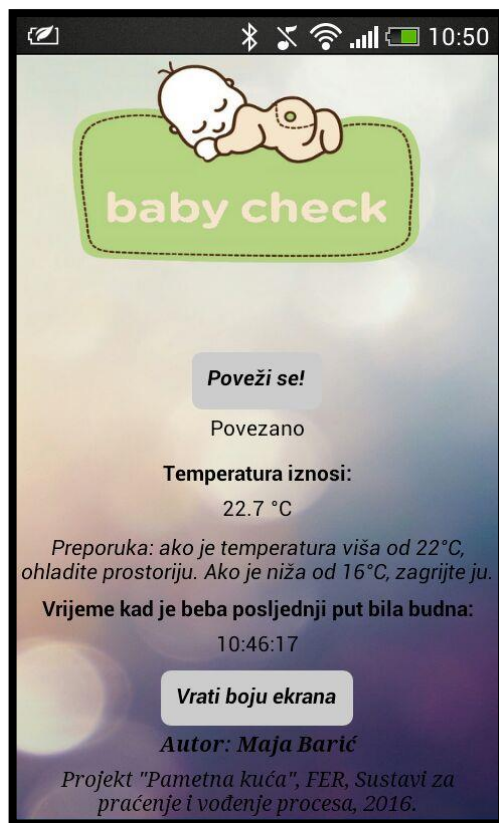 10:50
baby check
Poveži se!
Povezano
Temperatura iznosi:
22.7 °C
Preporuka: ako je temperatura viša od 22°C,
ohladite prostoriju. Ako je niža od 16°C, zagrijte ju.
Vrijeme kad je beba posljednji put bila budna:
10:46:17
Vrati boju ekrana
Autor: Maja Barić
Projekt "Pametna kuća", FER, Sustavi za
praćenje i vođenje procesa, 2016.